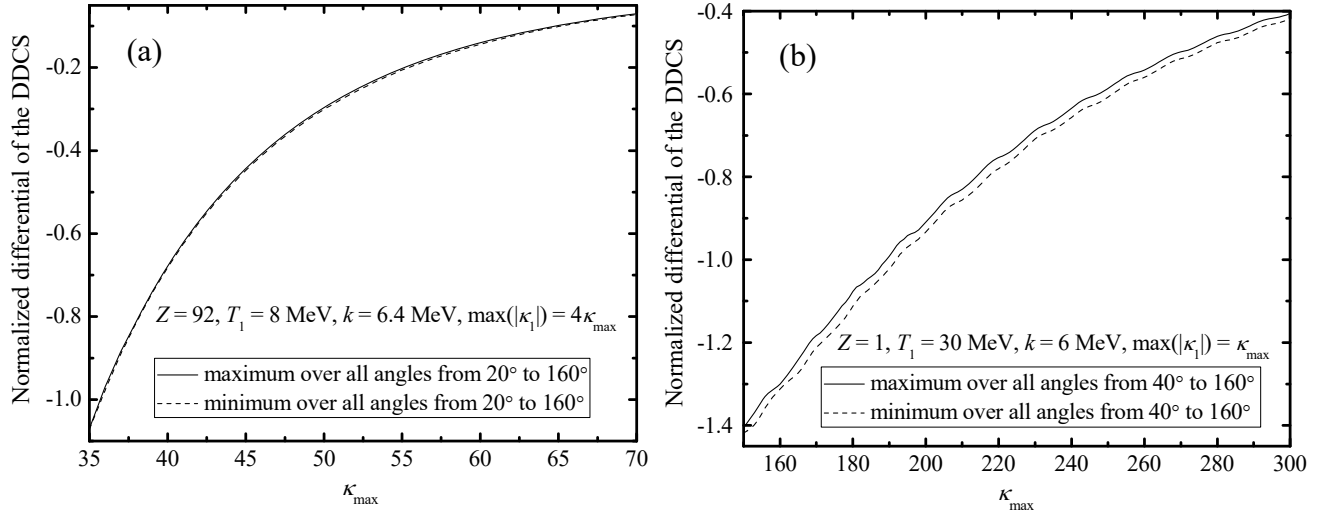 (a)
Normalized differential of the DDCS
-0.2
-0.4
-0.6
-0.8
-1.0
Z = 92, T₁ = 8 MeV, k = 6.4 MeV, max(|κ₁|) = 4κmax
maximum over all angles from 20° to 160°
minimum over all angles from 20° to 160°
35 40 45 50 55 60 65 70
κmax
(b)
Normalized differential of the DDCS
-0.4
-0.6
-0.8
-1.0
-1.2
-1.4
Z = 1, T₁ = 30 MeV, k = 6 MeV, max(|κ₁|) = κmax
maximum over all angles from 40° to 160°
minimum over all angles from 40° to 160°
160 180 200 220 240 260 280 300
κmax